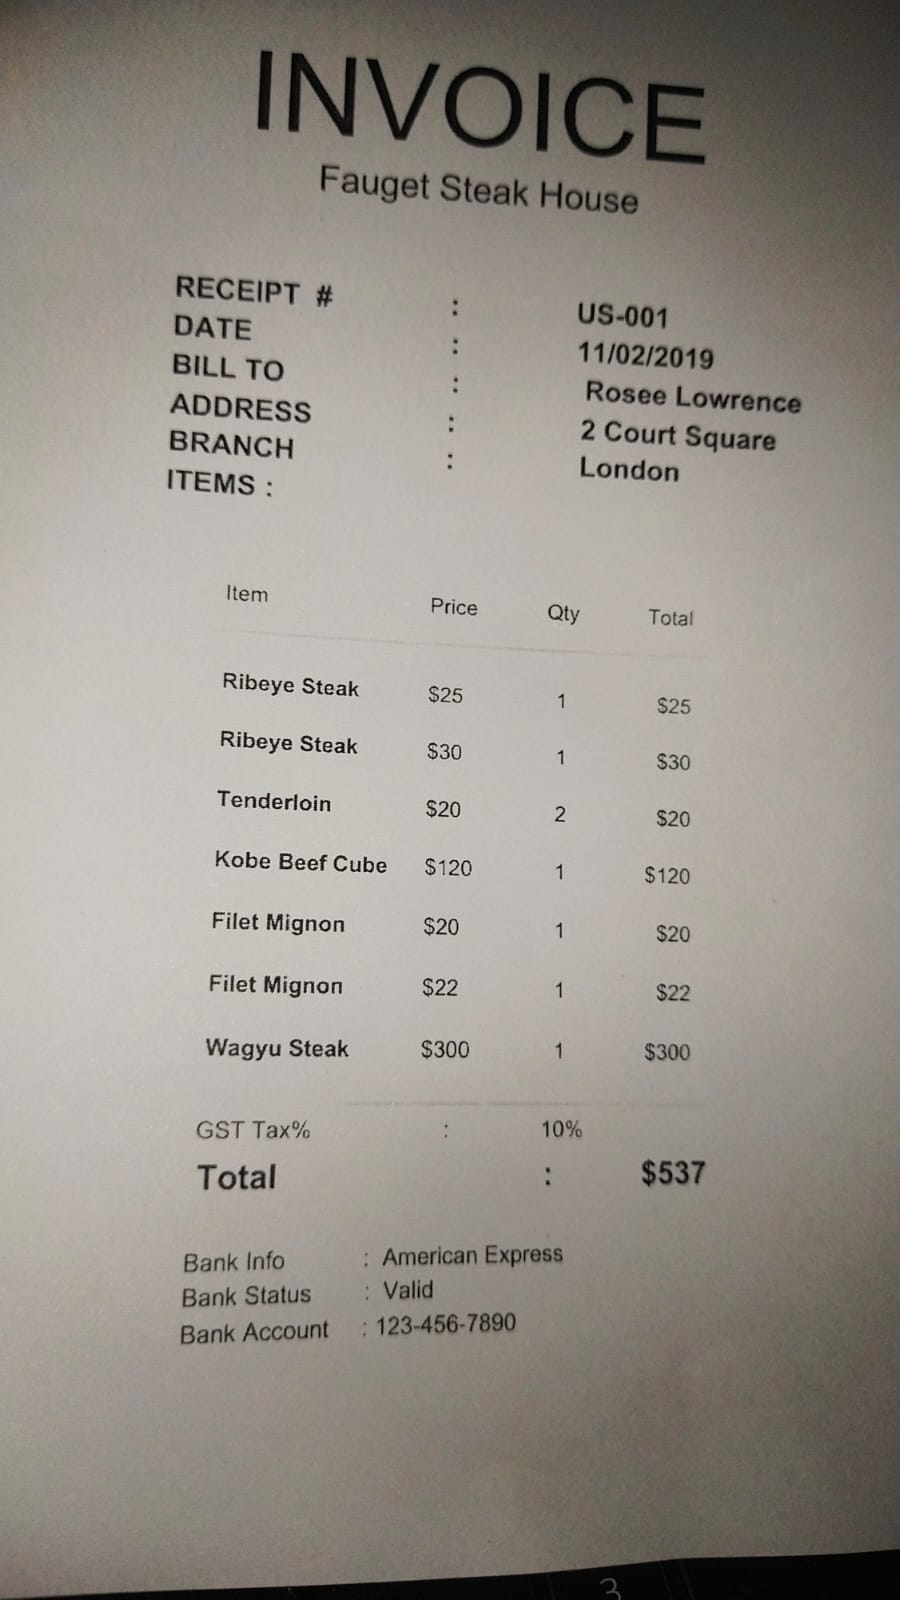 INVOICE
Fauget Steak House
RECEIPT # : US-001
DATE : 11/02/2019
BILL TO : Rosee Lowrence
ADDRESS : 2 Court Square
BRANCH : London
ITEMS :
Item Price Qty Total
Ribeye Steak $25 1 $25
Ribeye Steak $30 1 $30
Tenderloin $20 2 $20
Kobe Beef Cube $120 1 $120
Filet Mignon $20 1 $20
Filet Mignon $22 1 $22
Wagyu Steak $300 1 $300
GST Tax% : 10%
Total : $537
Bank Info : American Express
Bank Status : Valid
Bank Account : 123-456-7890
3